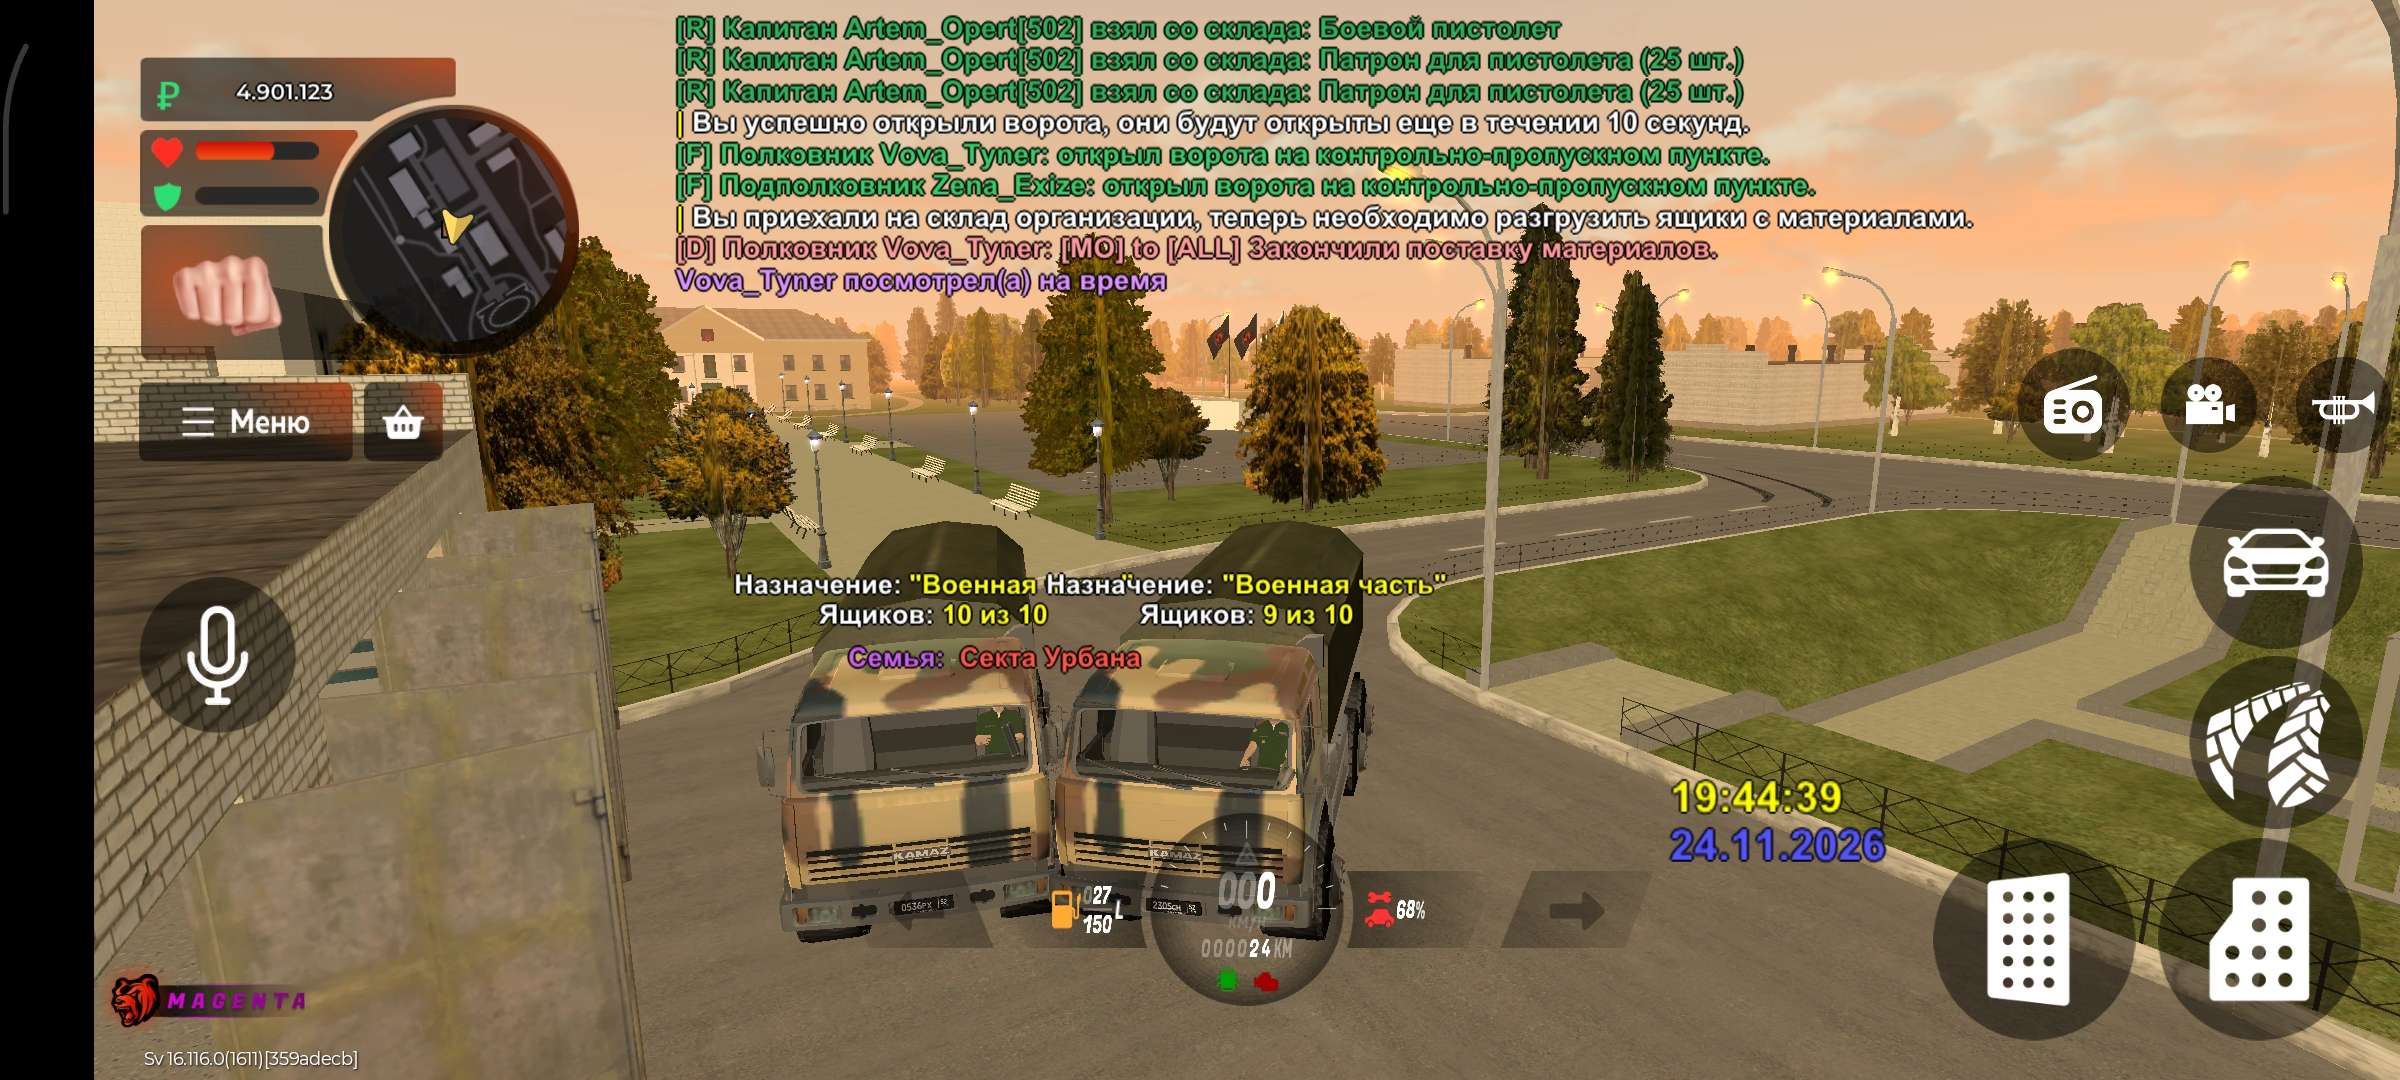 [R] Капитан Artem_Opert[502] взял со склада: Боевой пистолет
[R] Капитан Artem_Opert[502] взял со склада: Патрон для пистолета (25 шт.)
[R] Капитан Artem_Opert[502] взял со склада: Патрон для пистолета (25 шт.)
| Вы успешно открыли ворота, они будут открыты еще в течении 10 секунд.
[F] Полковник Vova_Tyner: открыл ворота на контрольно-пропускном пункте.
[F] Подполковник Zena_Exize: открыл ворота на контрольно-пропускном пункте.
| Вы приехали на склад организации, теперь необходимо разгрузить ящики с материалами.
[D] Полковник Vova_Tyner: [MO] to [ALL] Закончили поставку материалов.
Vova_Tyner посмотрел(а) на время
₽ 4.901.123
Меню
Назначение: "Военная
Ящиков: 10 из 10
Назначение: "Военная часть"
Ящиков: 9 из 10
Семья: Секта Урбана
19:44:39
24.11.2026
KAMAZ
KAMAZ
0536РХ
2305СН
027
150 L
000
KM/H
000024 KM
68%
MAGENTA
Sv 16.116.0(1611)[359adecb]